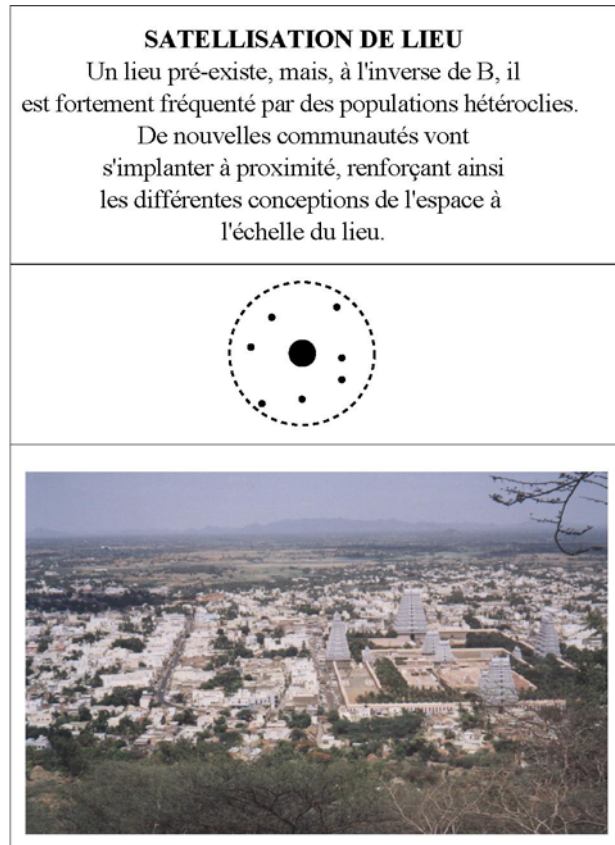 SATELLISATION DE LIEU
Un lieu pré-existe, mais, à l'inverse de B, il
est fortement fréquenté par des populations hétéroclies.
De nouvelles communautés vont
s'implanter à proximité, renforçant ainsi
les différentes conceptions de l'espace à
l'échelle du lieu.